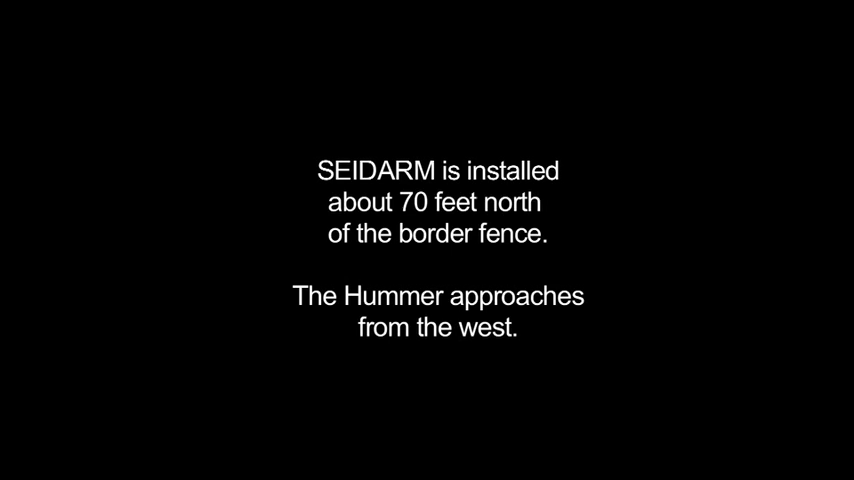 SEIDARM is installed
about 70 feet north
of the border fence.
The Hummer approaches
from the west.